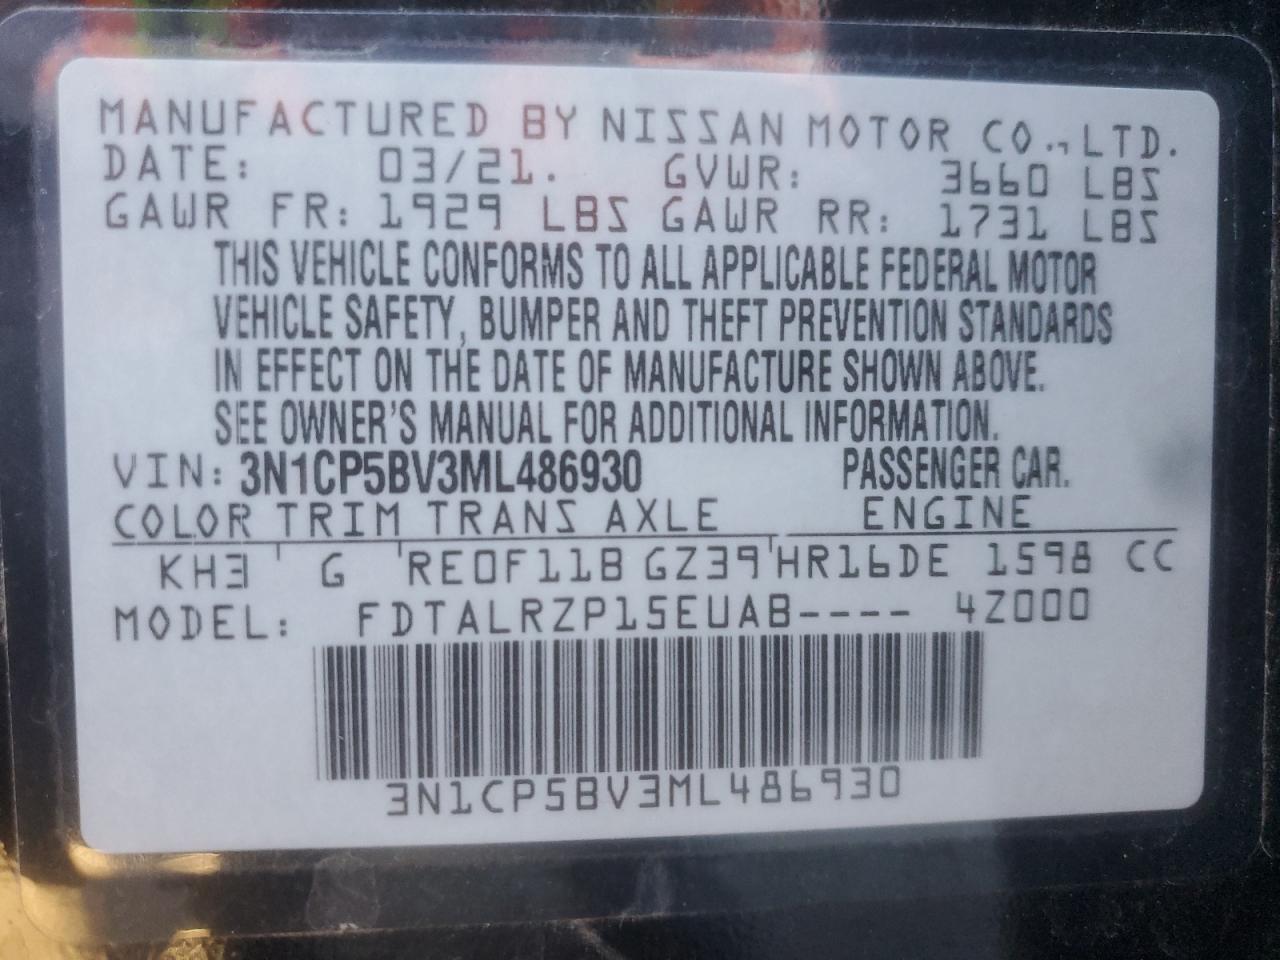 MANUFACTURED BY NISSAN MOTOR CO., LTD.
DATE: 03/21. GVWR: 3660 LBS
GAWR FR: 1929 LBS GAWR RR: 1731 LBS
THIS VEHICLE CONFORMS TO ALL APPLICABLE FEDERAL MOTOR
VEHICLE SAFETY, BUMPER AND THEFT PREVENTION STANDARDS
IN EFFECT ON THE DATE OF MANUFACTURE SHOWN ABOVE.
SEE OWNER'S MANUAL FOR ADDITIONAL INFORMATION.
VIN: 3N1CP5BV3ML486930 PASSENGER CAR.
COLOR TRIM TRANS AXLE ENGINE
KH3 G RE0F11B GZ39 HR16DE 1598 CC
MODEL: FDTALRZP15EUAB---- 4Z000
3N1CP5BV3ML486930